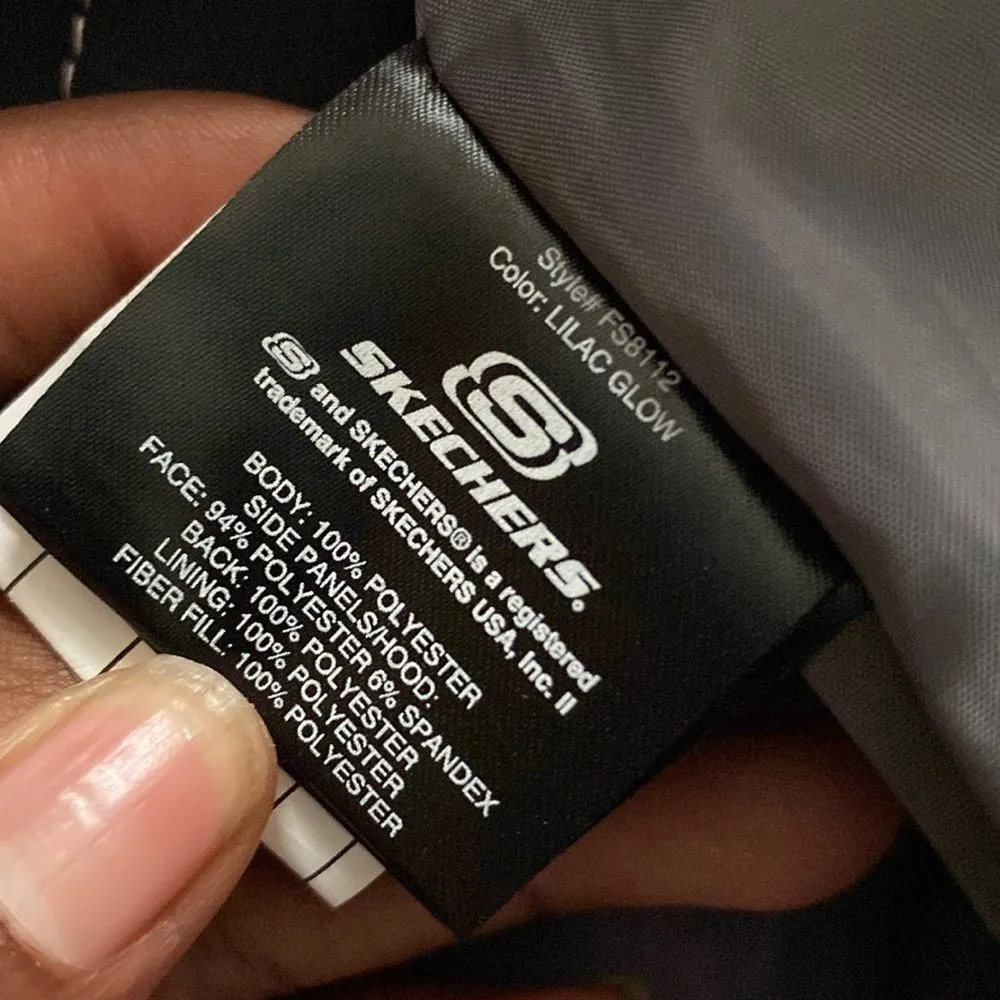 Style# FS8112
Color: LILAC GLOW
S
SKECHERS.
S and SKECHERS® is a registered
trademark of SKECHERS USA, Inc. II
BODY: 100% POLYESTER
SIDE PANELS/HOOD:
FACE: 94% POLYESTER 6% SPANDEX
BACK: 100% POLYESTER
LINING: 100% POLYESTER
FIBER FILL: 100% POLYESTER